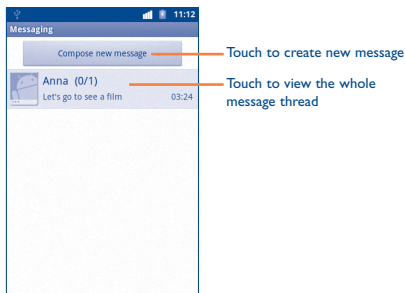 11:12
Messaging
Compose new message
Touch to create new message
Anna (0/1)
Touch to view the whole
message thread
Let's go to see a film 03:24